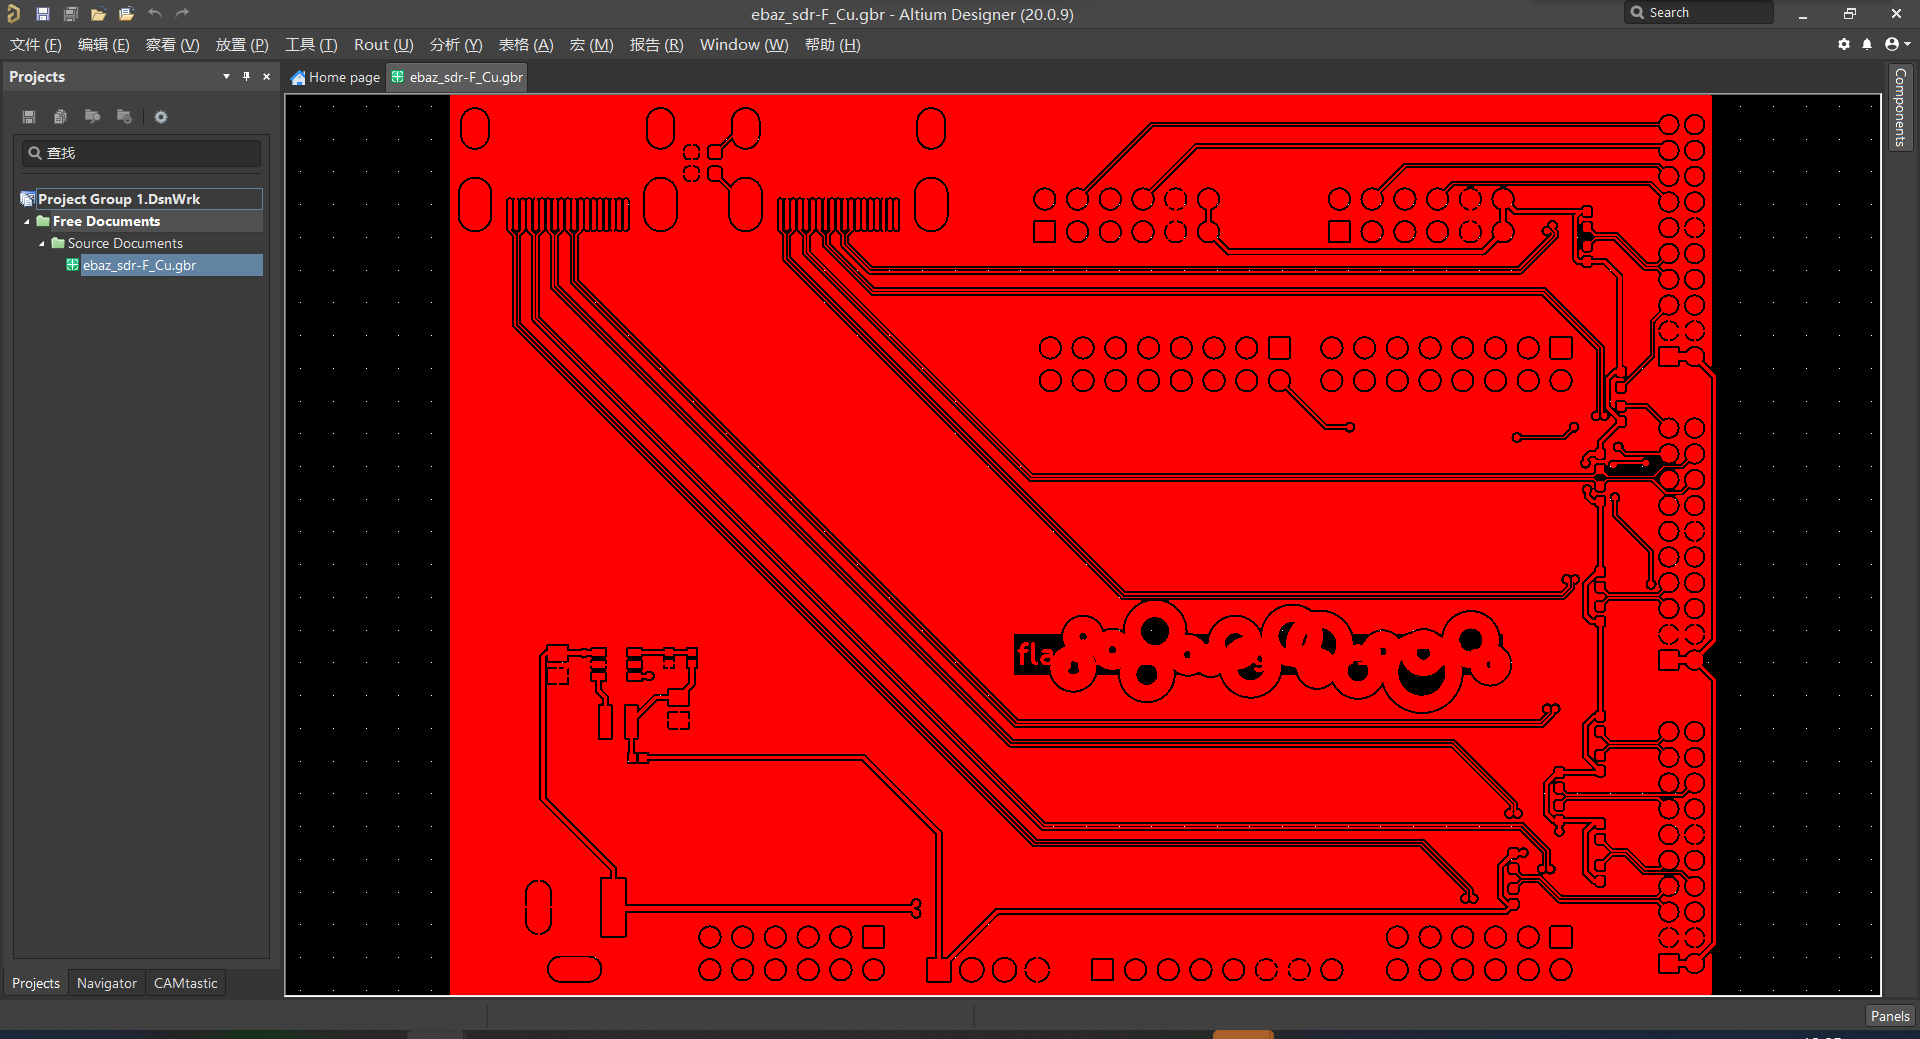 ebaz_sdr-F_Cu.gbr - Altium Designer (20.0.9)
Search
文件 (F) 编辑 (E) 察看 (V) 放置 (P) 工具 (T) Rout (U) 分析 (Y) 表格 (A) 宏 (M) 报告 (R) Window (W) 帮助 (H)
Projects
Home page
ebaz_sdr-F_Cu.gbr
Components
查找
Project Group 1.DsnWrk
Free Documents
Source Documents
ebaz_sdr-F_Cu.gbr
fla
Projects Navigator CAMtastic
Panels